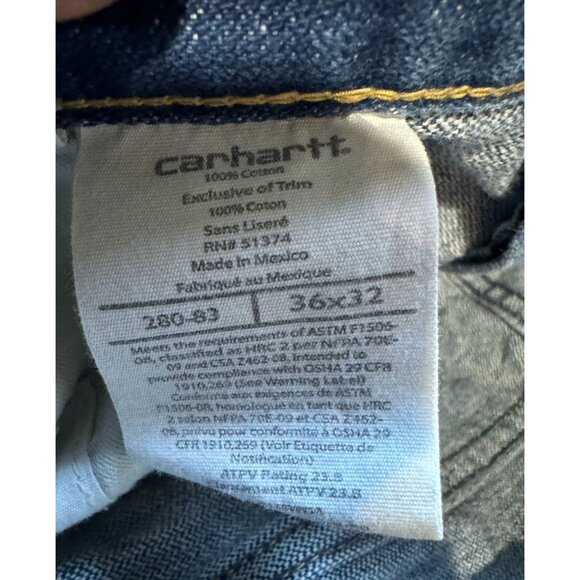 carhartt
100% Cotton
Exclusive of Trim
100% Coton
Sans Liseré
RN# 51374
Made in Mexico
Fabriqué au Mexique
280-83 36x32
Meets the requirements of ASTM F1506-
08, classified as HRC 2 per NFPA 70E-
09 and CSA Z462-08. Intended to
provide compliance with OSHA 29 CFR
1910.269 (See Warning Label)
Conforme aux exigences de ASTM
F1506-08, homologué en tant que HRC
2 selon NFPA 70E-09 et CSA Z462-
08, prévu pour conformité à OSHA 29
CFR 1910.269 (Voir Étiquette de
Notification)
ATPV Rating 23.8
ATPV 23.8